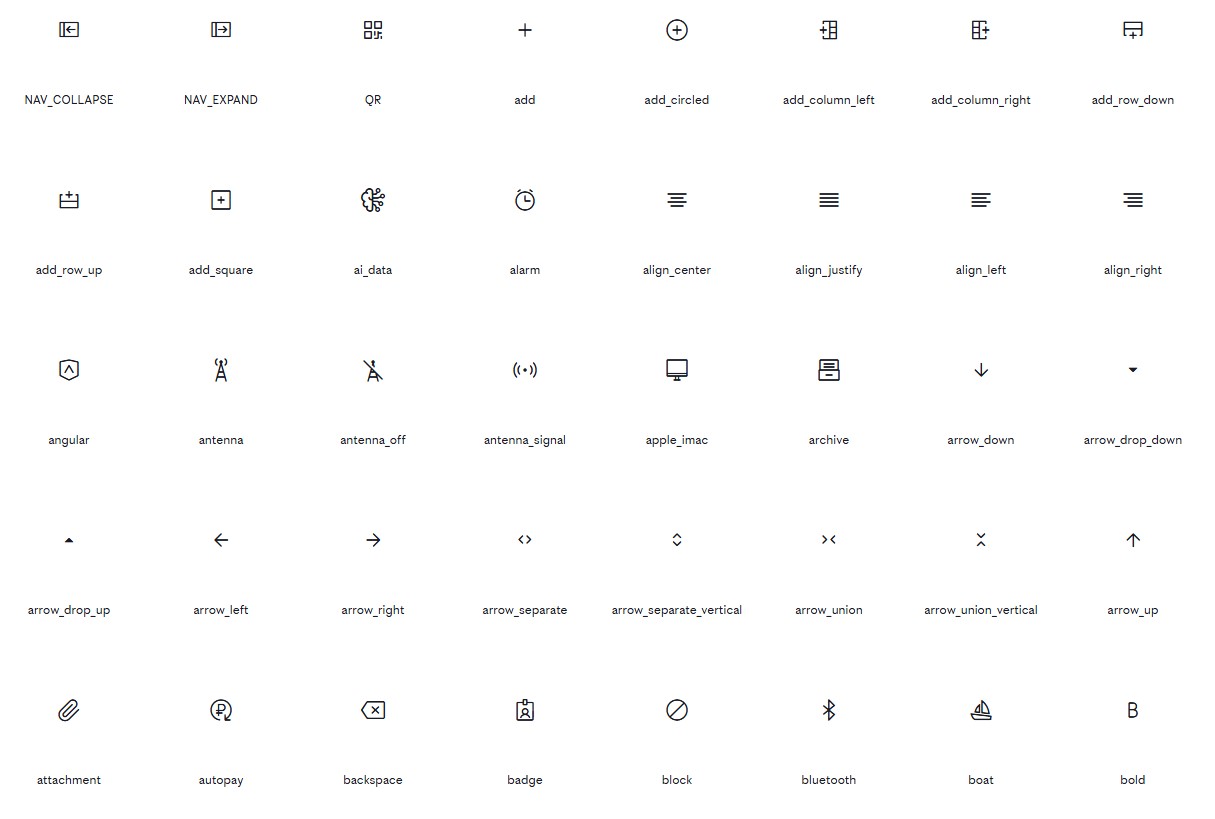 NAV_COLLAPSE NAV_EXPAND QR add add_circled add_column_left add_column_right add_row_down
add_row_up add_square ai_data alarm align_center align_justify align_left align_right
angular antenna antenna_off antenna_signal apple_imac archive arrow_down arrow_drop_down
arrow_drop_up arrow_left arrow_right arrow_separate arrow_separate_vertical arrow_union arrow_union_vertical arrow_up
B
attachment autopay backspace badge block bluetooth boat bold